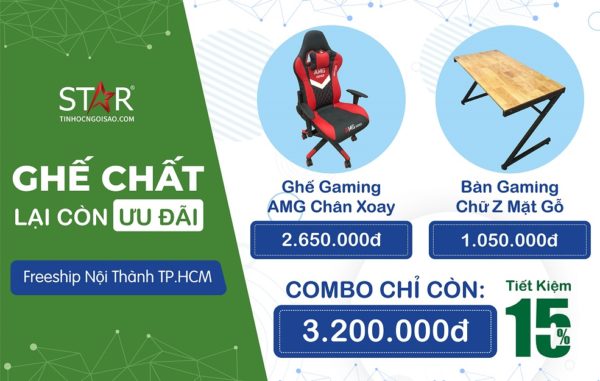 STAR®
TINHOCNGOISAO.COM
GHẾ CHẤT
LẠI CÒN ƯU ĐÃI
Freeship Nội Thành TP.HCM
Ghế Gaming
AMG Chân Xoay
2.650.000đ
Bàn Gaming
Chữ Z Mặt Gỗ
1.050.000đ
COMBO CHỈ CÒN:
3.200.000đ
Tiết Kiệm
15%
AMG